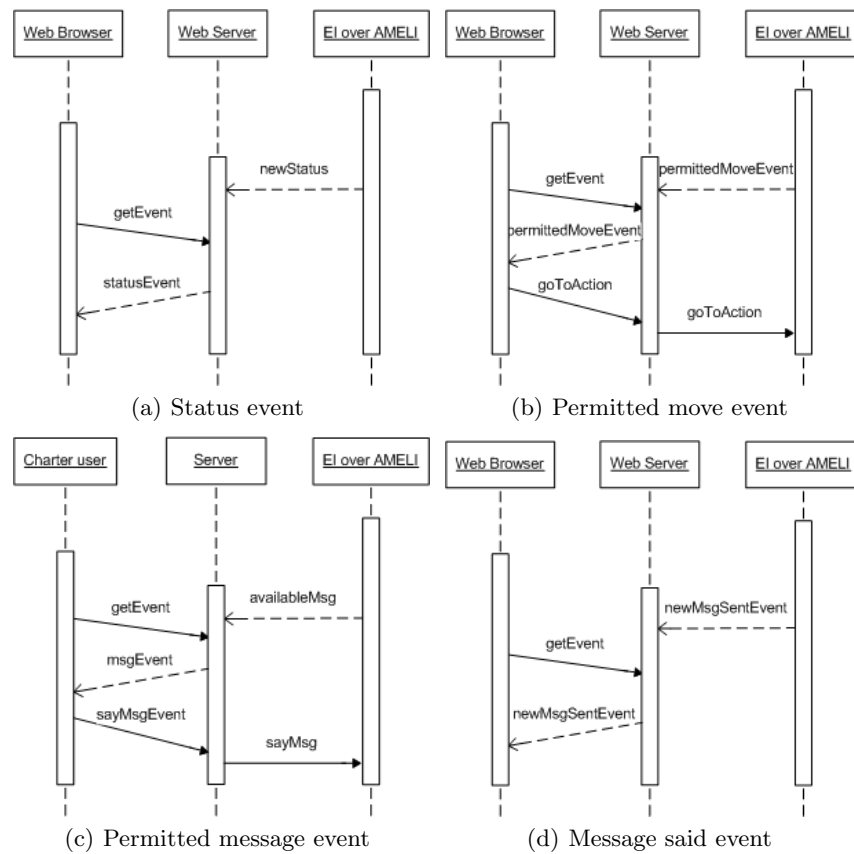 Web Browser
Web Server
EI over AMELI
newStatus
getEvent
statusEvent
(a) Status event
Web Browser
Web Server
EI over AMELI
permittedMoveEvent
getEvent
permittedMoveEvent
goToAction
goToAction
(b) Permitted move event
Charter user
Server
EI over AMELI
availableMsg
getEvent
msgEvent
sayMsgEvent
sayMsg
(c) Permitted message event
Web Browser
Web Server
EI over AMELI
newMsgSentEvent
getEvent
newMsgSentEvent
(d) Message said event